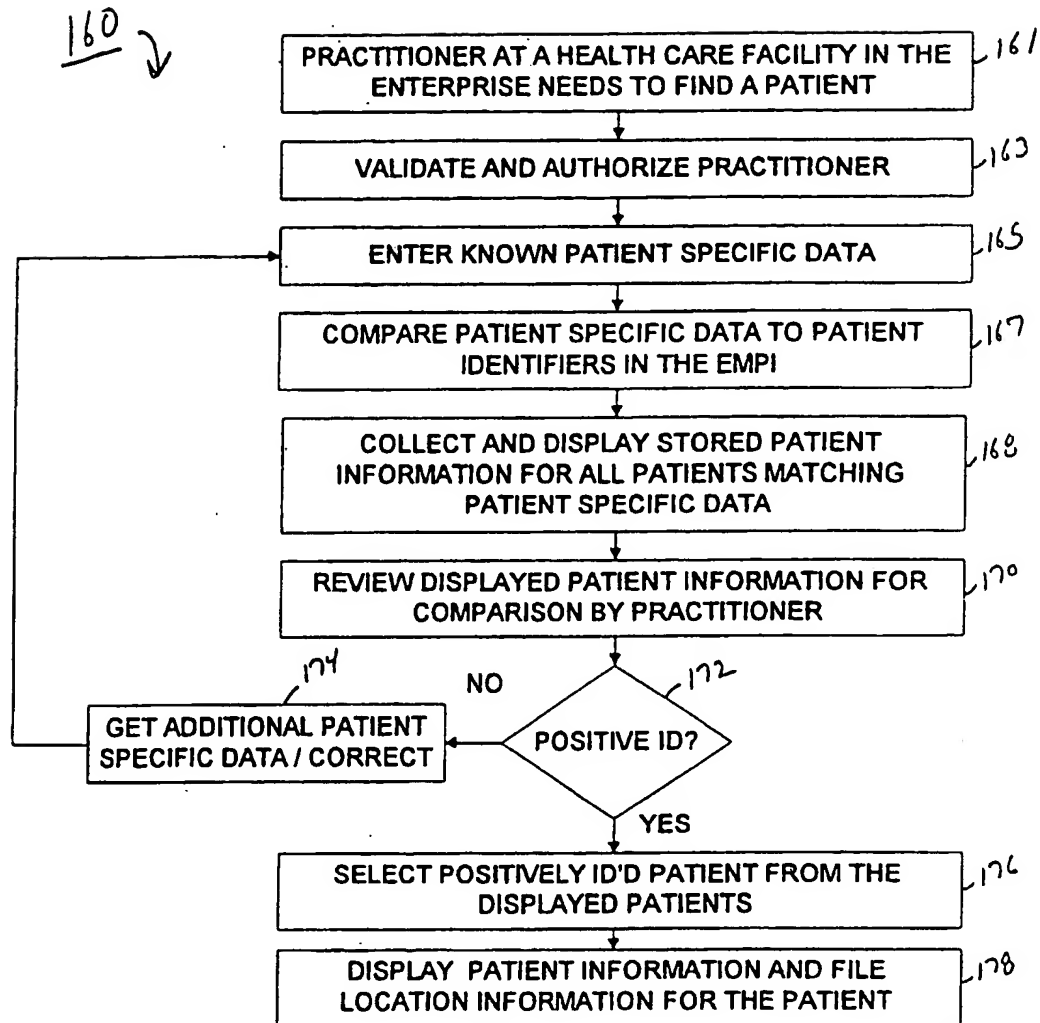 160
PRACTITIONER AT A HEALTH CARE FACILITY IN THE
ENTERPRISE NEEDS TO FIND A PATIENT
161
VALIDATE AND AUTHORIZE PRACTITIONER
163
ENTER KNOWN PATIENT SPECIFIC DATA
165
COMPARE PATIENT SPECIFIC DATA TO PATIENT
IDENTIFIERS IN THE EMPI
167
COLLECT AND DISPLAY STORED PATIENT
INFORMATION FOR ALL PATIENTS MATCHING
PATIENT SPECIFIC DATA
168
REVIEW DISPLAYED PATIENT INFORMATION FOR
COMPARISON BY PRACTITIONER
170
172
POSITIVE ID?
NO
174
GET ADDITIONAL PATIENT
SPECIFIC DATA / CORRECT
YES
SELECT POSITIVELY ID'D PATIENT FROM THE
DISPLAYED PATIENTS
176
DISPLAY PATIENT INFORMATION AND FILE
LOCATION INFORMATION FOR THE PATIENT
178